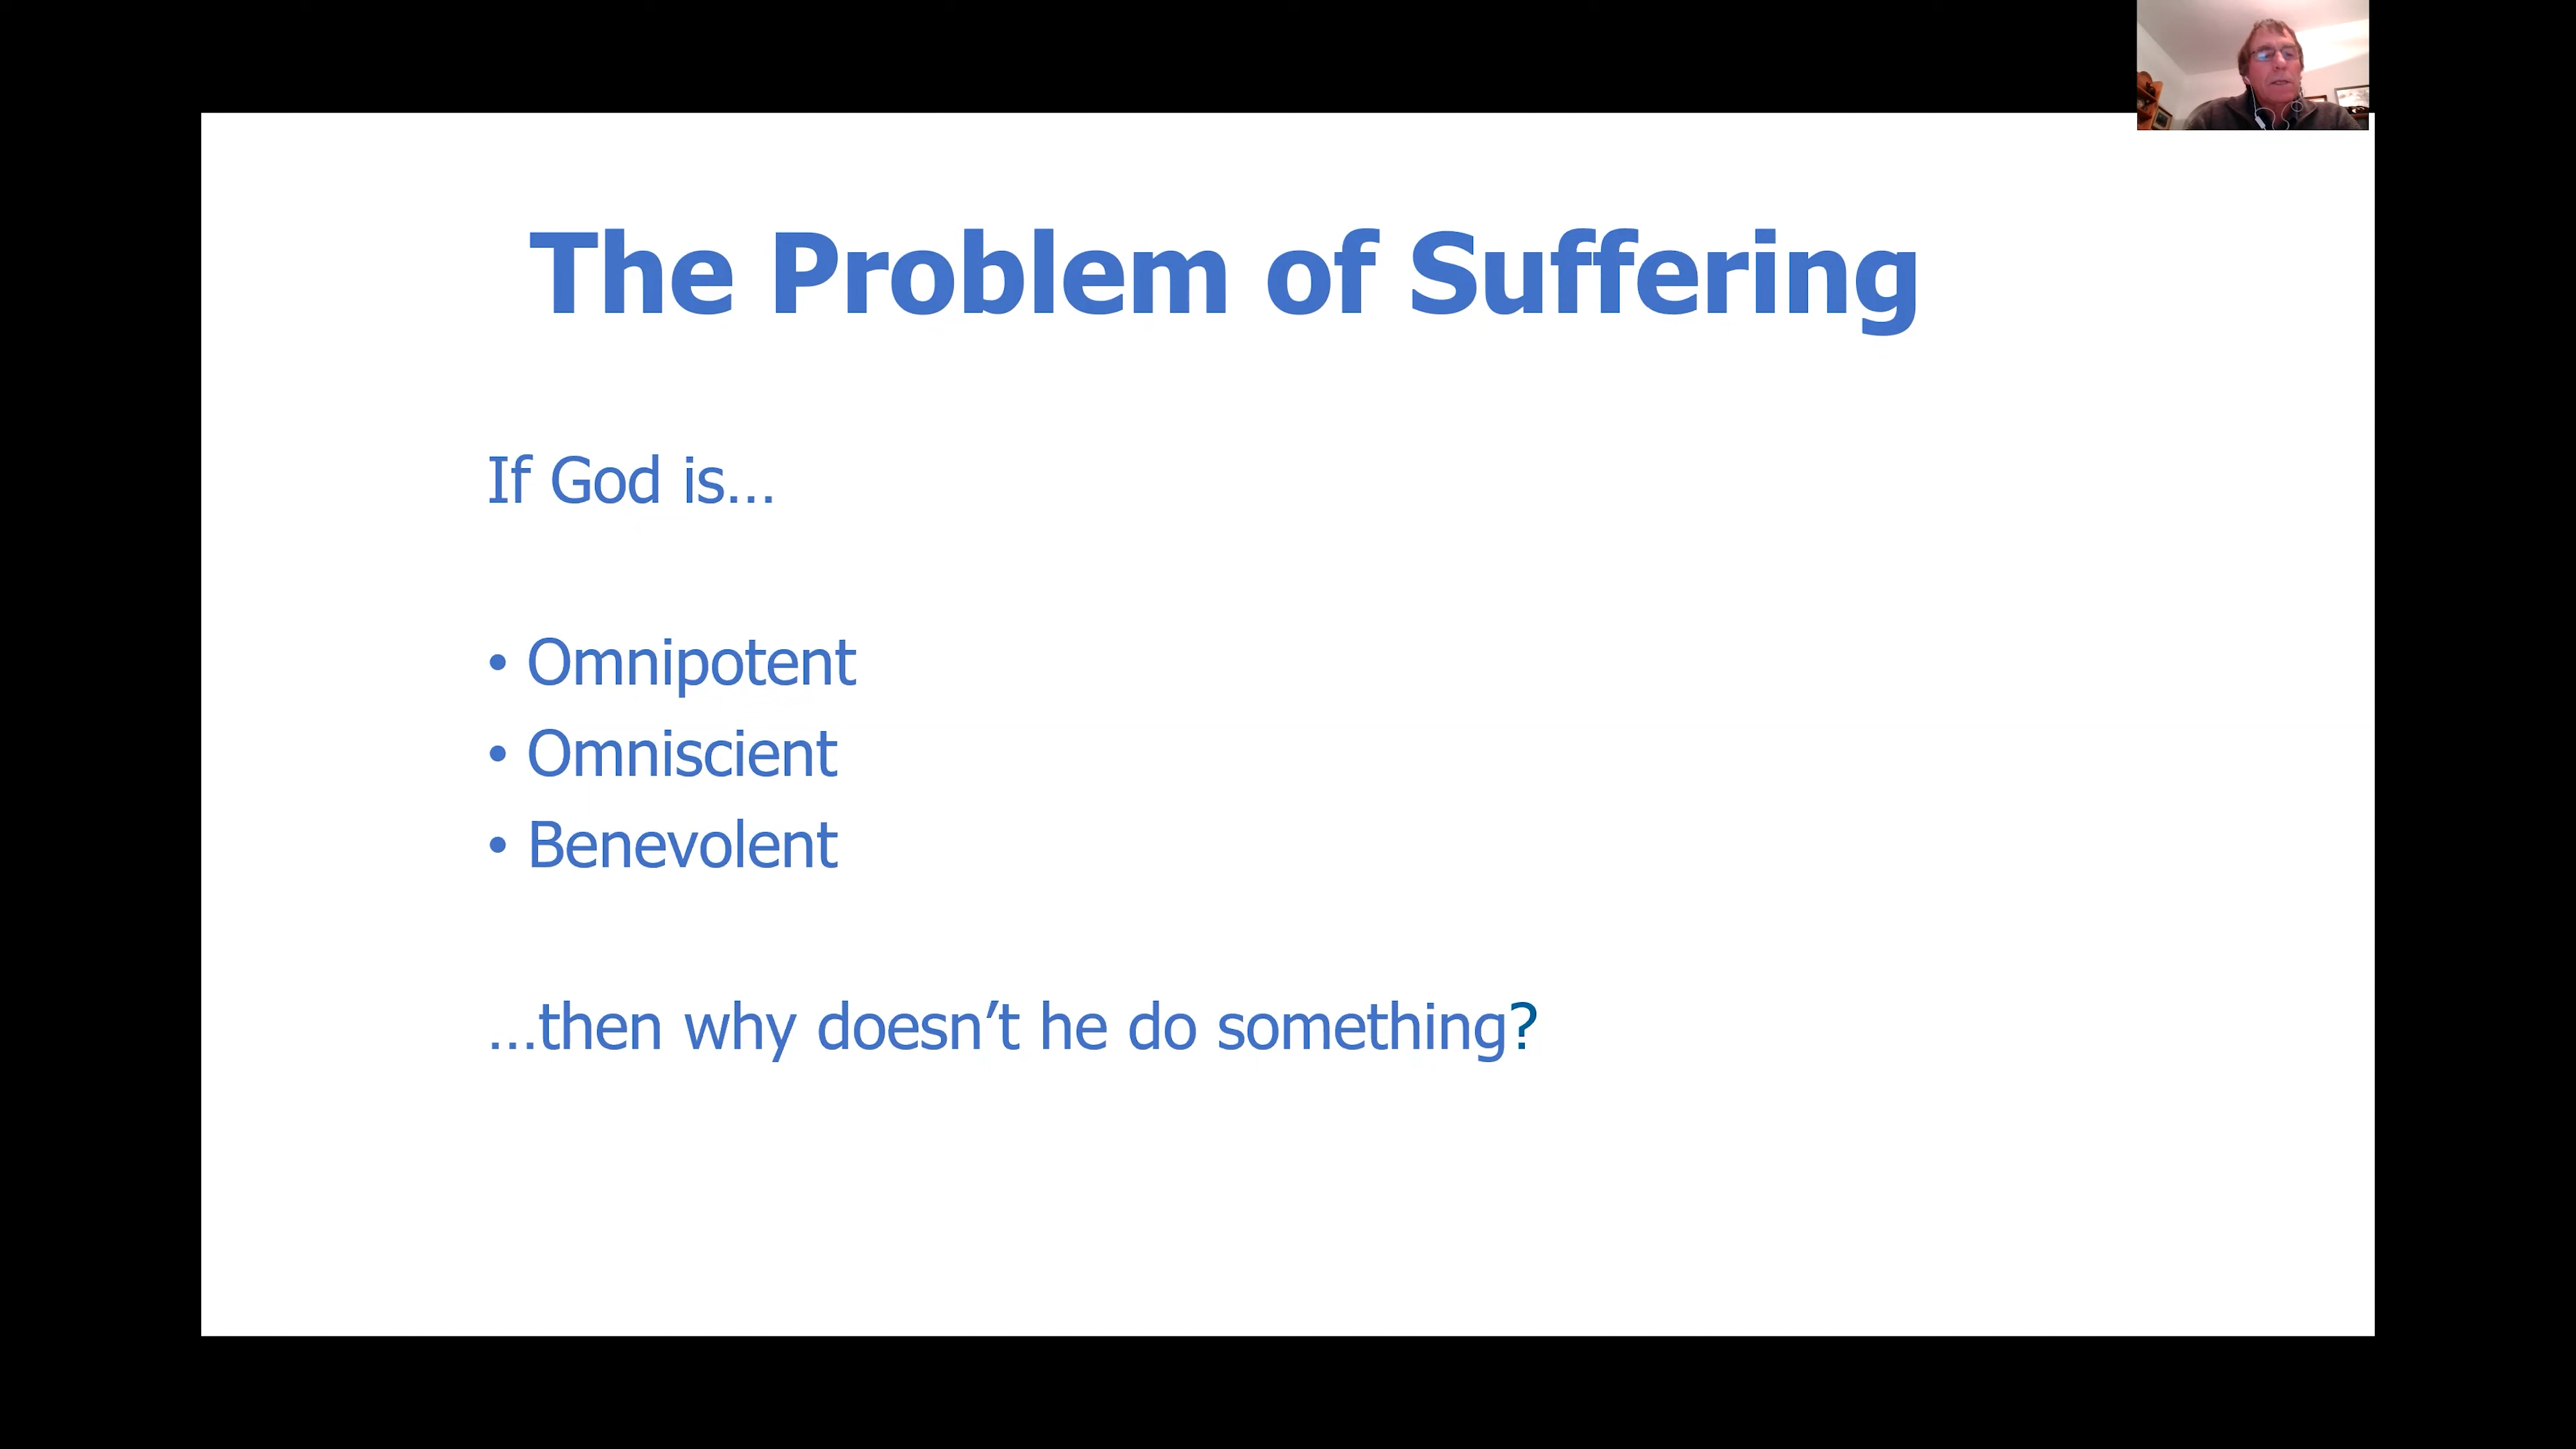 The Problem of Suffering
If God is…
• Omnipotent
• Omniscient
• Benevolent
…then why doesn’t he do something?